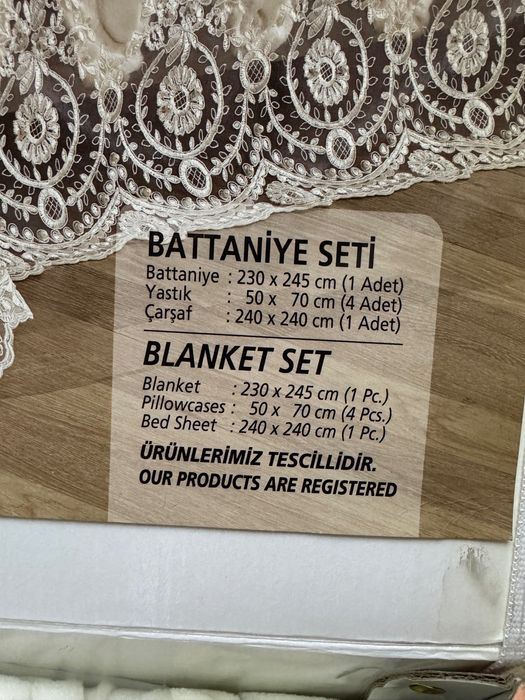 BATTANİYE SETİ
Battaniye : 230 x 245 cm (1 Adet)
Yastık : 50 x 70 cm (4 Adet)
Çarşaf : 240 x 240 cm (1 Adet)
BLANKET SET
Blanket : 230 x 245 cm (1 Pc.)
Pillowcases : 50 x 70 cm (4 Pcs.)
Bed Sheet : 240 x 240 cm (1 Pc.)
ÜRÜNLERİMİZ TESCİLLİDİR.
OUR PRODUCTS ARE REGISTERED